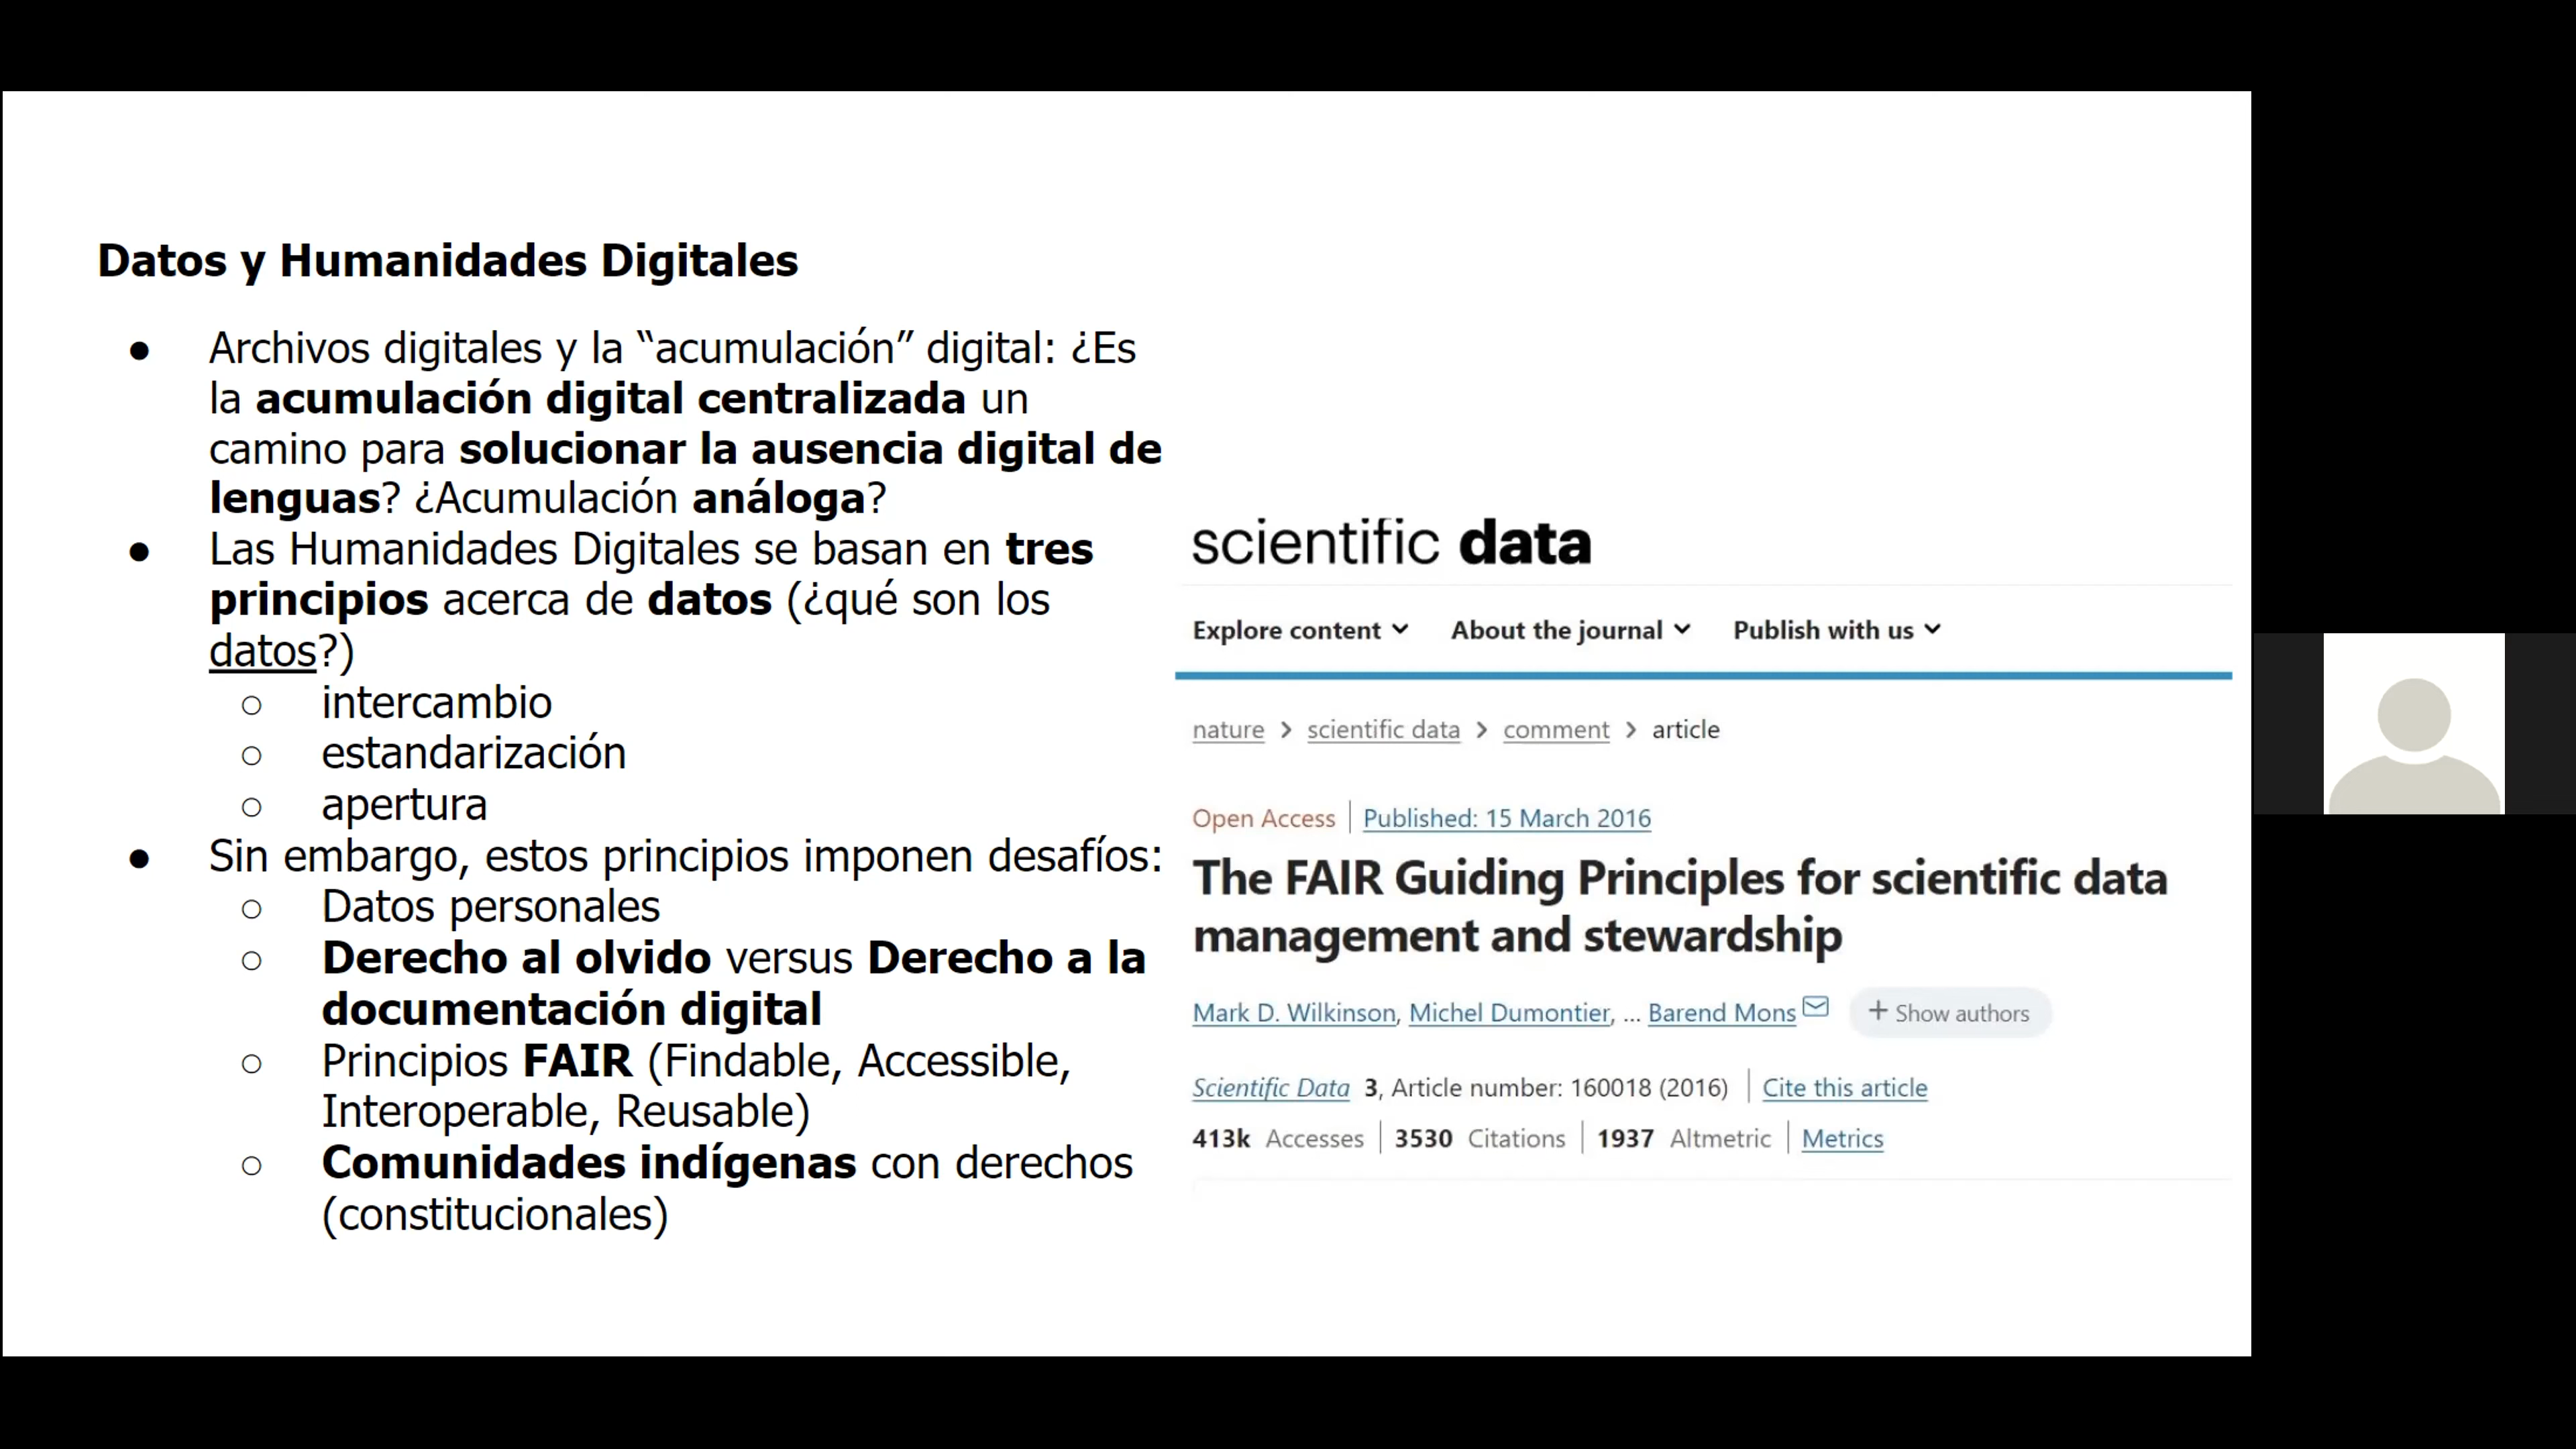 Datos y Humanidades Digitales
● Archivos digitales y la “acumulación” digital: ¿Es
la acumulación digital centralizada un
camino para solucionar la ausencia digital de
lenguas? ¿Acumulación análoga?
● Las Humanidades Digitales se basan en tres
principios acerca de datos (¿qué son los
datos?)
○ intercambio
○ estandarización
○ apertura
● Sin embargo, estos principios imponen desafíos:
○ Datos personales
○ Derecho al olvido versus Derecho a la
documentación digital
○ Principios FAIR (Findable, Accessible,
Interoperable, Reusable)
○ Comunidades indígenas con derechos
(constitucionales)
scientific data
Explore content About the journal Publish with us
nature > scientific data > comment > article
Open Access | Published: 15 March 2016
The FAIR Guiding Principles for scientific data
management and stewardship
Mark D. Wilkinson, Michel Dumontier, ... Barend Mons + Show authors
Scientific Data 3, Article number: 160018 (2016) | Cite this article
413k Accesses | 3530 Citations | 1937 Altmetric | Metrics